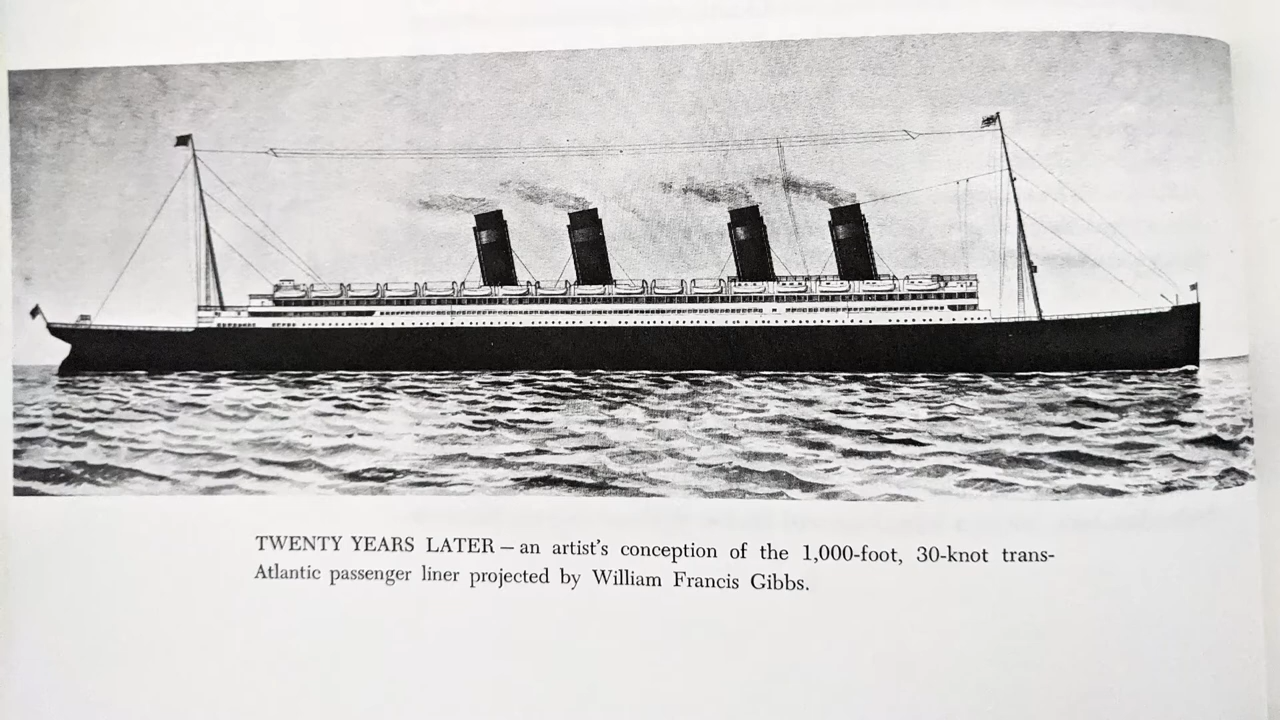 TWENTY YEARS LATER – an artist's conception of the 1,000-foot, 30-knot trans-
Atlantic passenger liner projected by William Francis Gibbs.